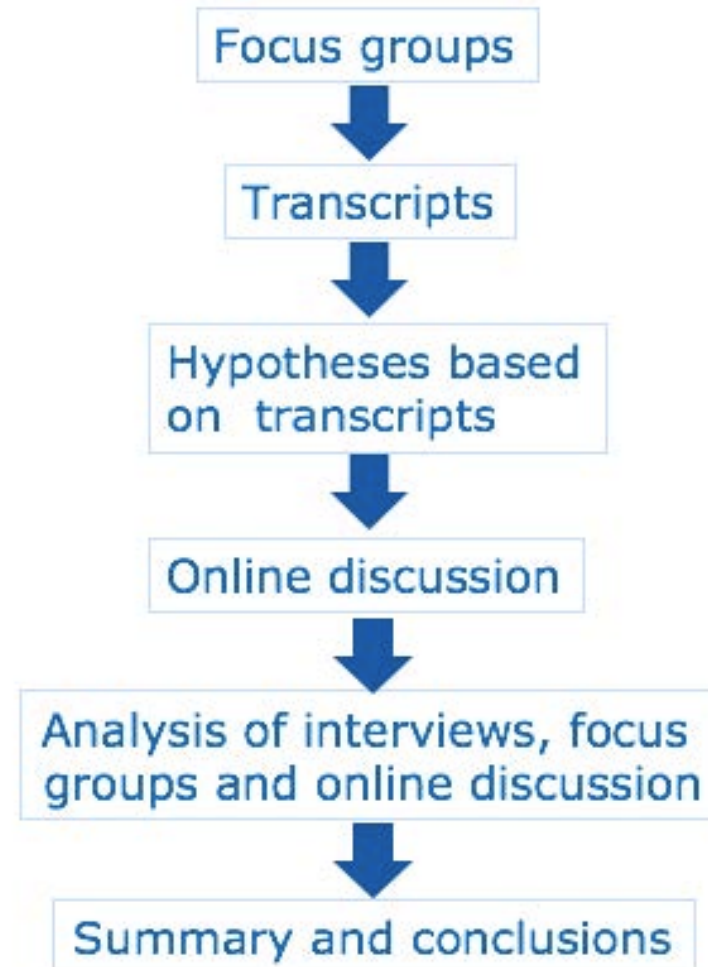 Focus groups
Transcripts
Hypotheses based
on transcripts
Online discussion
Analysis of interviews, focus
groups and online discussion
Summary and conclusions